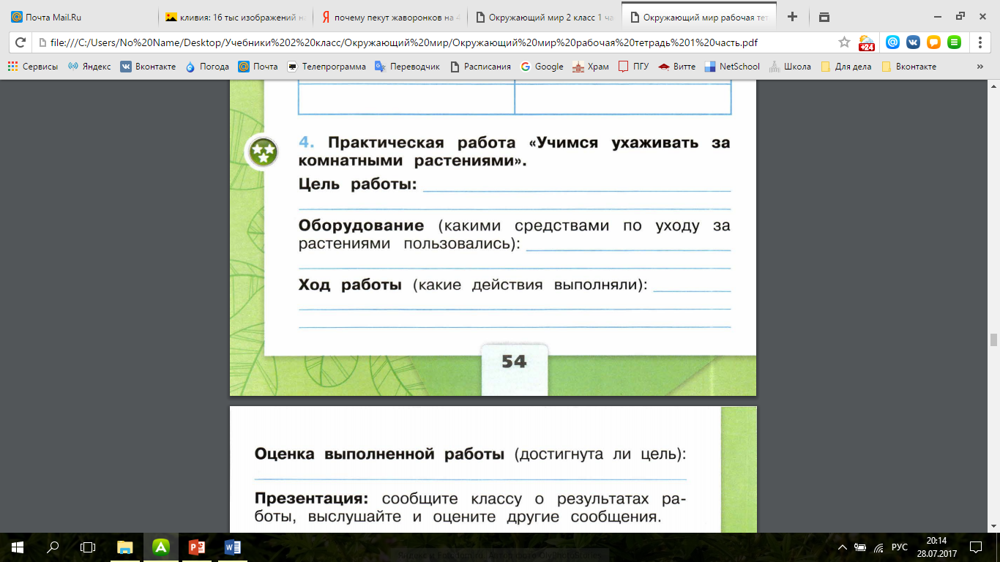 Почта Mail.Ru
кливия: 16 тыс изображений н
почему пекут жаворонков на 4
Окружающий мир 2 класс 1 ча
Окружающий мир рабочая тет
file:///C:/Users/No%20Name/Desktop/Учебники%202%20класс/Окружающий%20мир/Окружающий%20мир%20рабочая%20тетрадь%201%20часть.pdf
+24
Сервисы Яндекс Вконтакте Погода Почта Телепрограмма Переводчик Расписания Google Храм ПГУ Витте NetSchool Школа Для дела Вконтакте »
4. Практическая работа «Учимся ухаживать за
комнатными растениями».
Цель работы:
Оборудование (какими средствами по уходу за
растениями пользовались):
Ход работы (какие действия выполняли):
54
Оценка выполненной работы (достигнута ли цель):
Презентация: сообщите классу о результатах ра-
боты, выслушайте и оцените другие сообщения.
РУС
20:14
28.07.2017